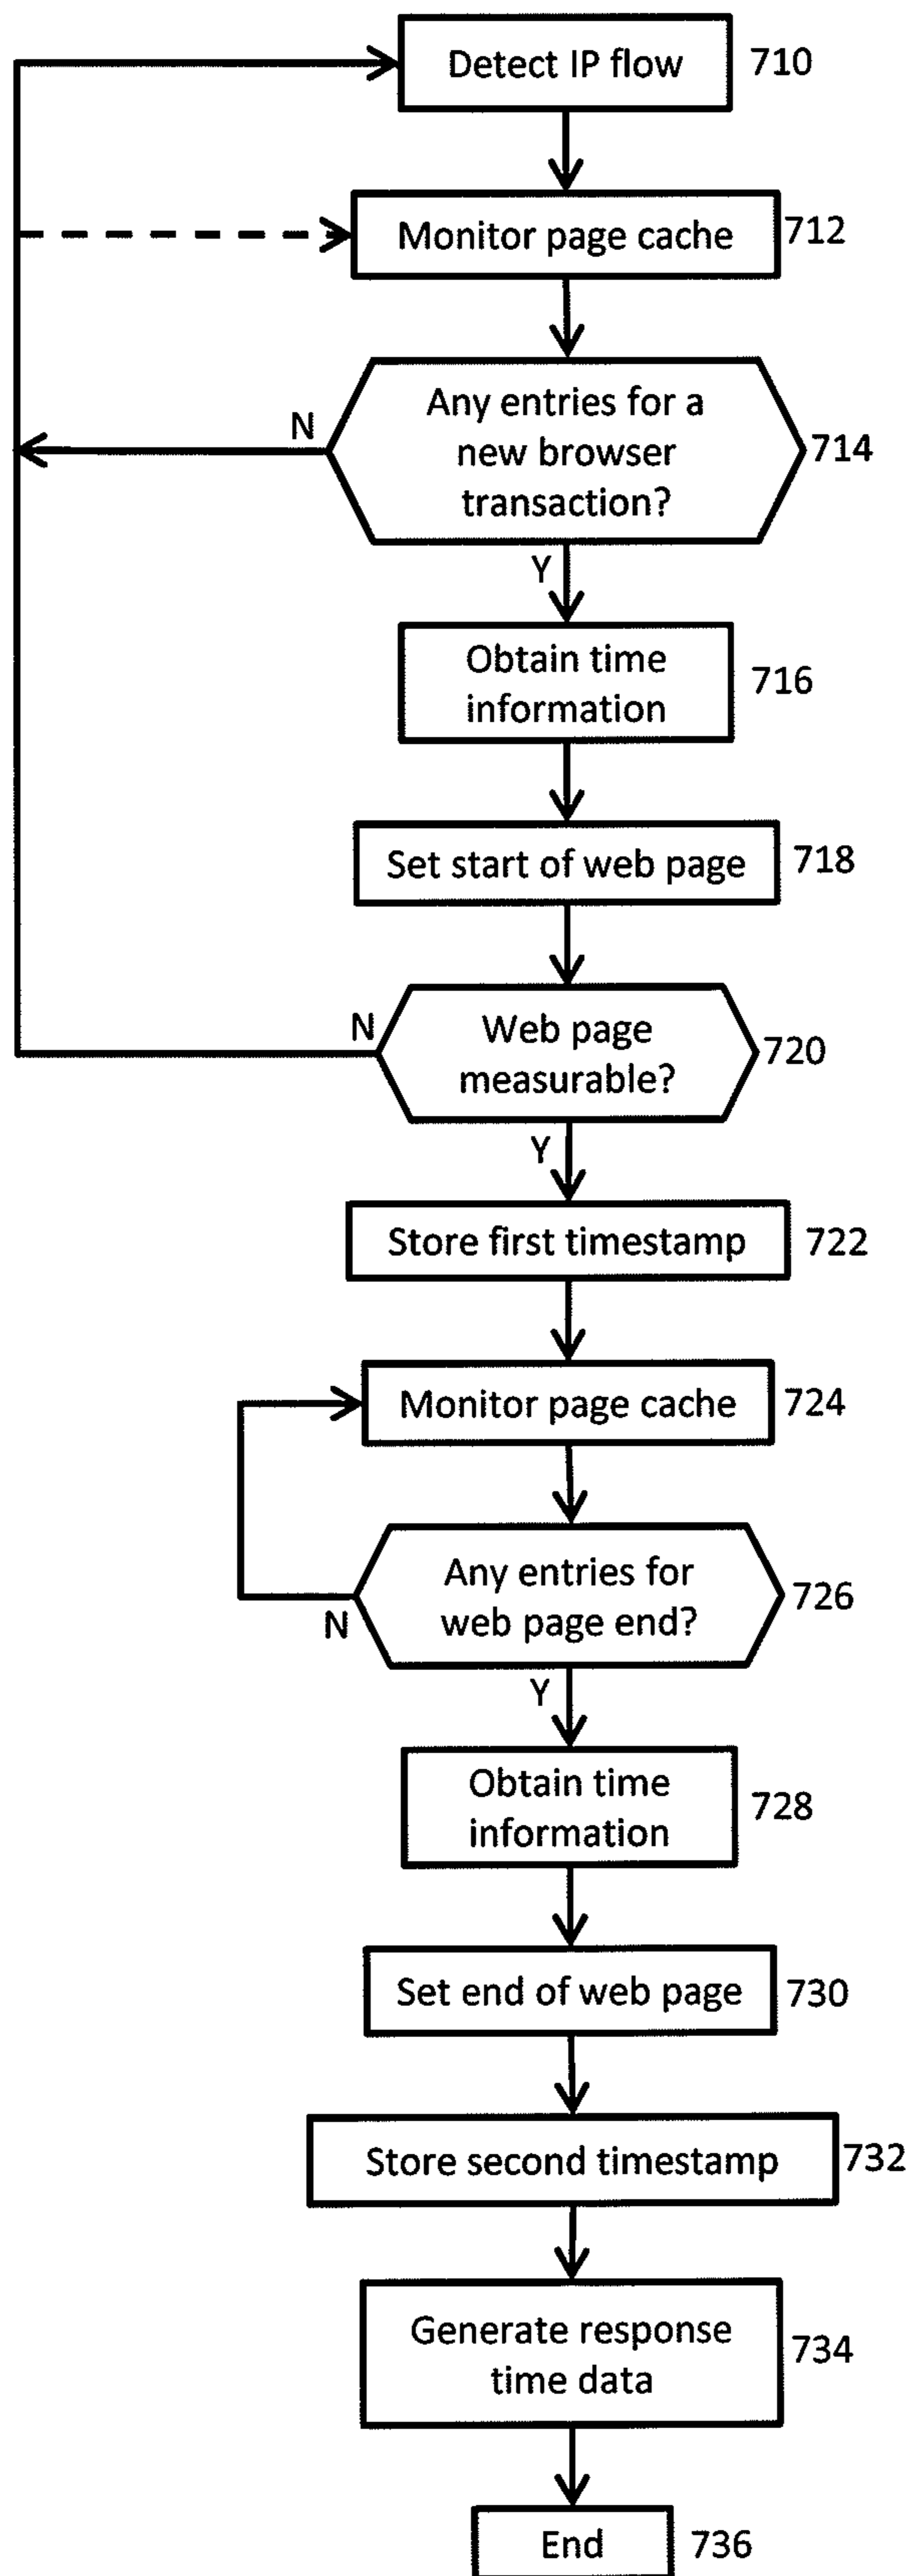 Detect IP flow 710
Monitor page cache 712
Any entries for a
new browser
transaction?
714
N
Y
Obtain time
information
716
Set start of web page 718
Web page
measurable?
720
N
Y
Store first timestamp 722
Monitor page cache 724
Any entries for
web page end?
726
N
Y
Obtain time
information
728
Set end of web page 730
Store second timestamp 732
Generate response
time data
734
End 736